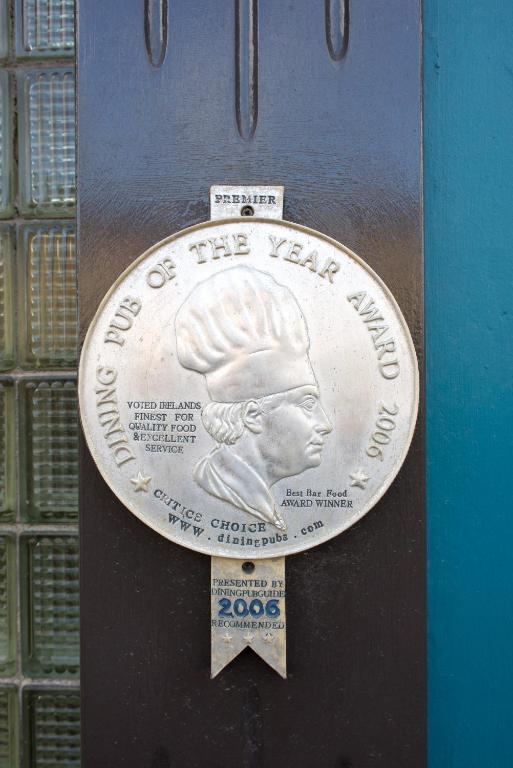 PREMIER
DINING PUB OF THE YEAR AWARD 2006
VOTED IRELANDS
FINEST FOR
QUALITY FOOD
& EXCELLENT
SERVICE
Best Bar Food
AWARD WINNER
CRITICS CHOICE
WWW.diningpubs.com
PRESENTED BY
DININGPUBGUIDE
2006
RECOMMENDED